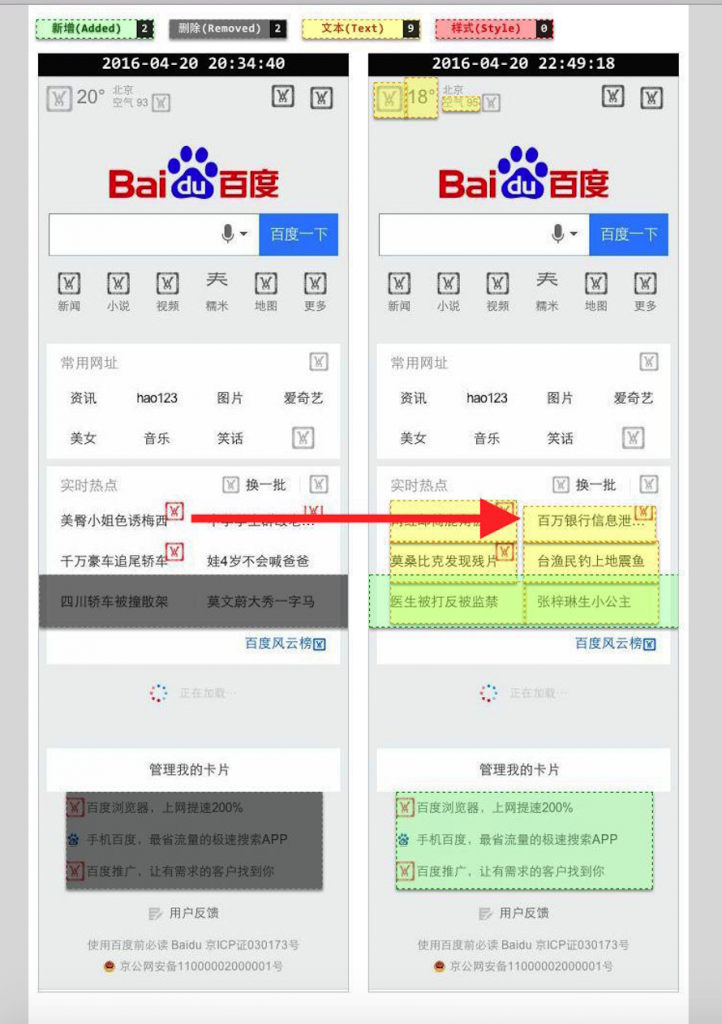 新增(Added) 2 删除(Removed) 2 文本(Text) 9 样式(Style) 0
2016-04-20 20:34:40
20° 北京
空气 93
Bai du 百度
百度一下
新闻 小说 视频 糯米 地图 更多
常用网址
资讯 hao123 图片 爱奇艺
美女 音乐 笑话
实时热点 换一批
美臀小姐色诱梅西
千万豪车追尾轿车 娃4岁不会喊爸爸
四川轿车被撞散架 莫文蔚大秀一字马
百度风云榜
正在加载…
管理我的卡片
百度浏览器，上网提速200%
手机百度，最省流量的极速搜索APP
百度推广，让有需求的客户找到你
用户反馈
使用百度前必读 Baidu 京ICP证030173号
京公网安备11000002000001号
2016-04-20 22:49:18
18° 北京
空气 95
Bai du 百度
百度一下
新闻 小说 视频 糯米 地图 更多
常用网址
资讯 hao123 图片 爱奇艺
美女 音乐 笑话
实时热点 换一批
百万银行信息泄…
莫桑比克发现残片 台渔民钓上地震鱼
医生被打反被监禁 张梓琳生小公主
百度风云榜
正在加载…
管理我的卡片
百度浏览器，上网提速200%
手机百度，最省流量的极速搜索APP
百度推广，让有需求的客户找到你
用户反馈
使用百度前必读 Baidu 京ICP证030173号
京公网安备11000002000001号